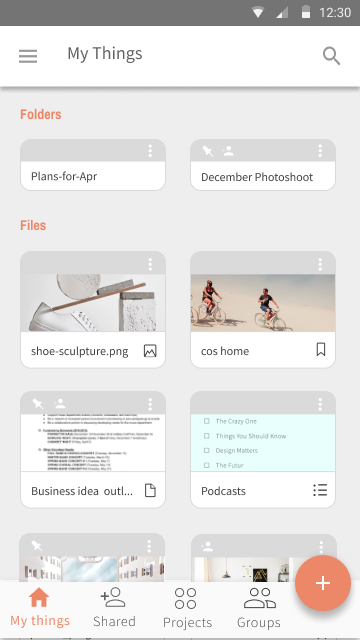 12:30
My Things
Folders
Plans-for-Apr
December Photoshoot
Files
shoe-sculpture.png
cos home
The Crazy One
Things You Should Know
Design Matters
The Futur
Business idea outl...
Podcasts
My things
Shared
Projects
Groups